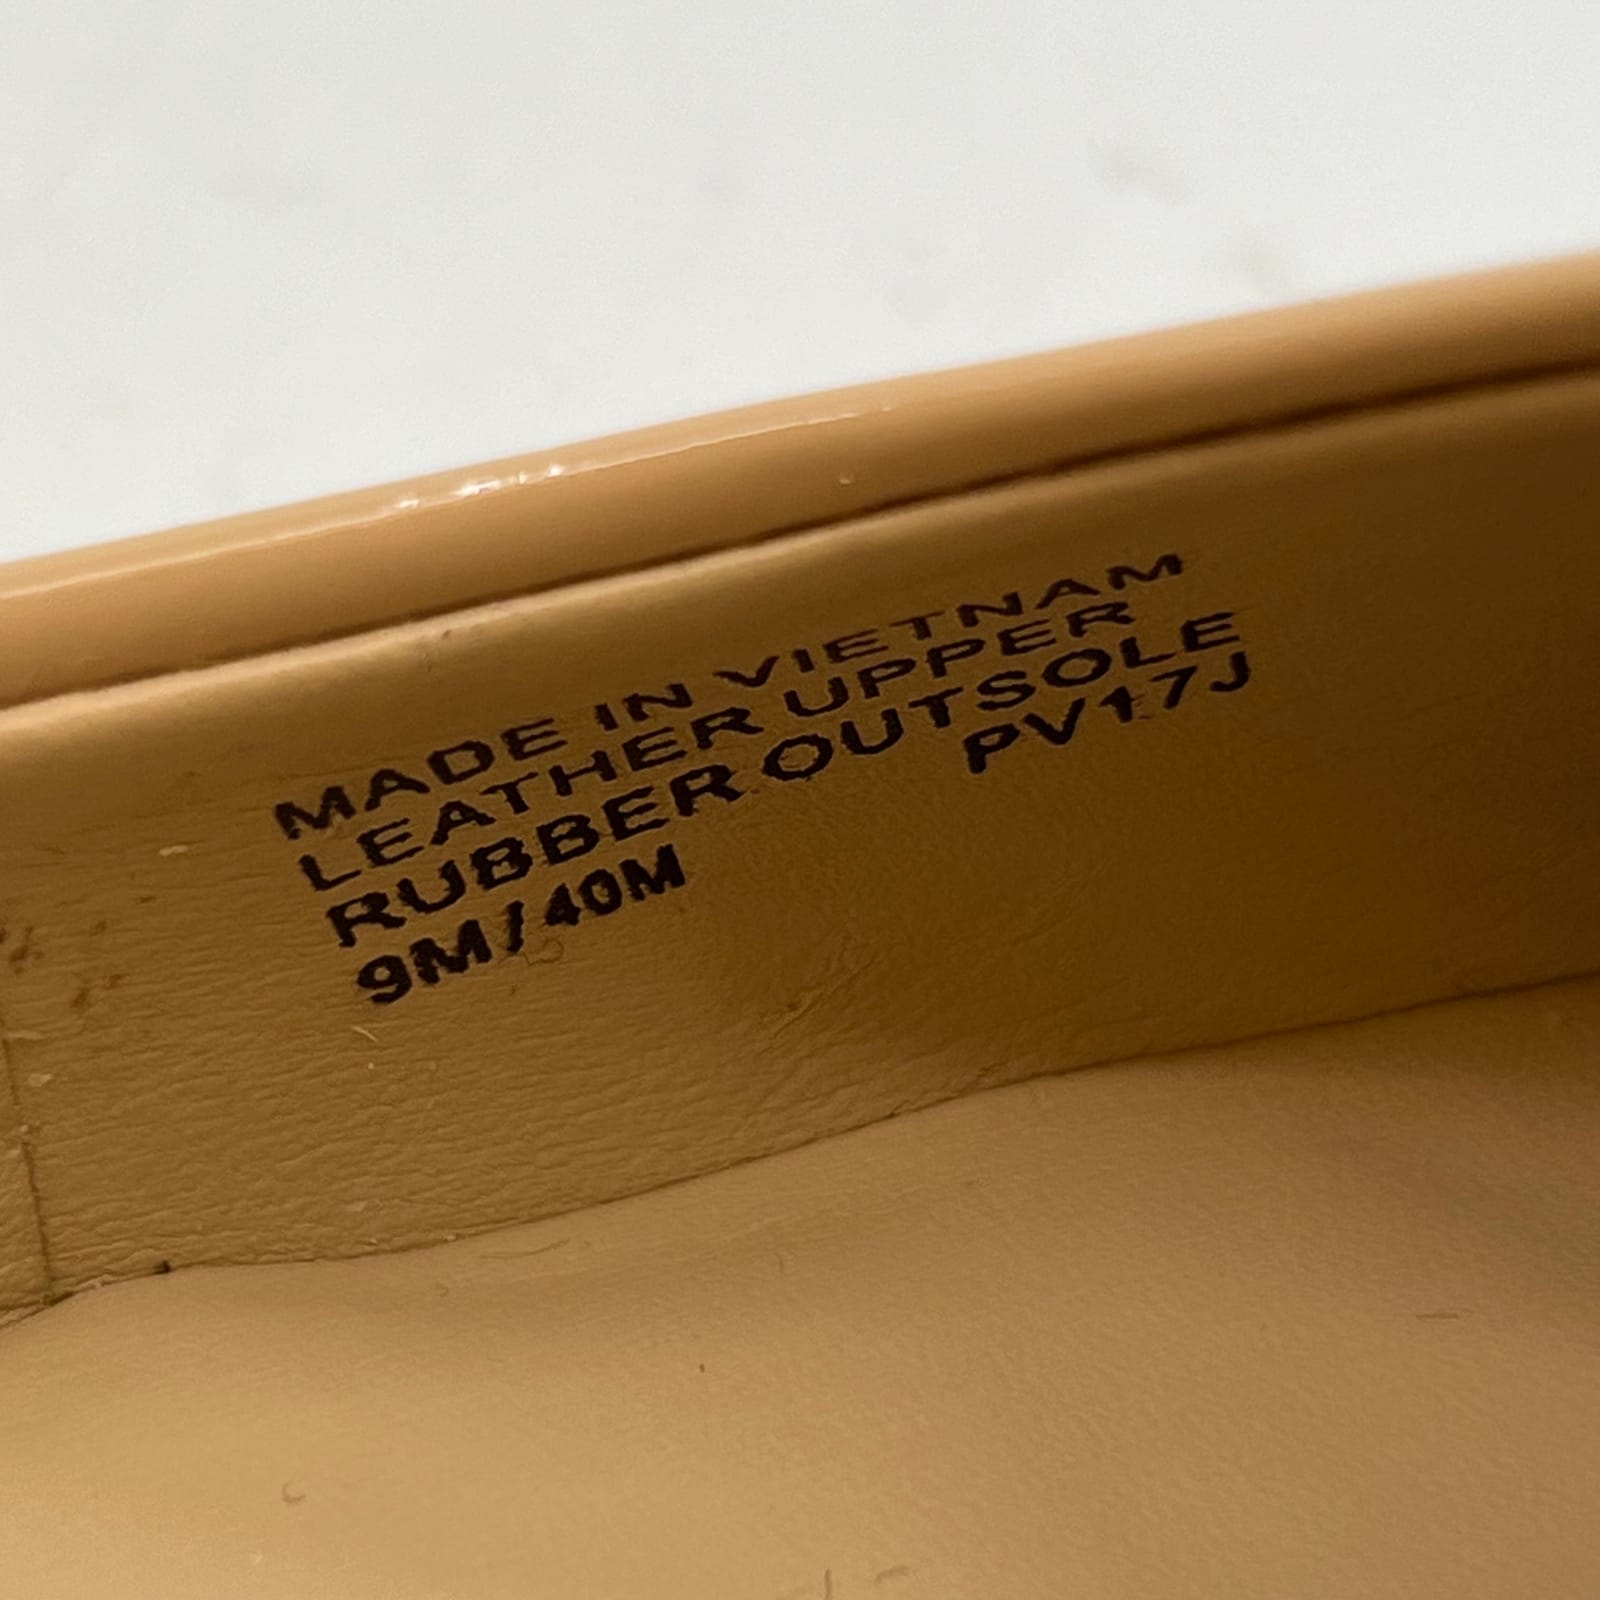 MADE IN VIETNAM
LEATHER UPPER
RUBBER OUTSOLE
PV17J
9M/40M